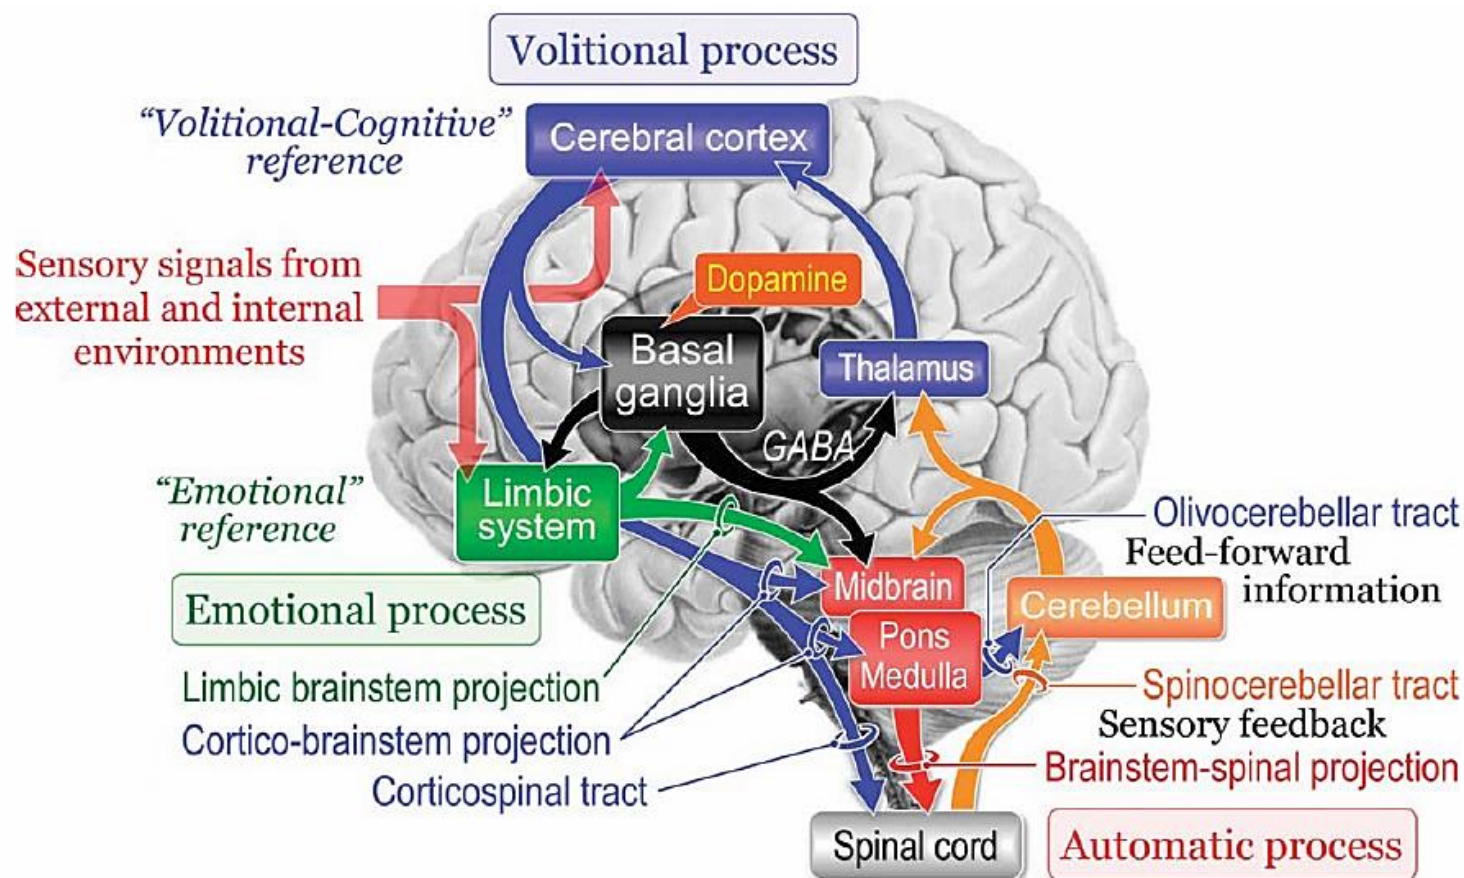 Volitional process
“Volitional-Cognitive”
reference
Cerebral cortex
Sensory signals from
external and internal
environments
Dopamine
Basal
ganglia
Thalamus
GABA
“Emotional”
reference
Limbic
system
Emotional process
Midbrain
Pons
Medulla
Cerebellum
Olivocerebellar tract
Feed-forward
information
Limbic brainstem projection
Cortico-brainstem projection
Corticospinal tract
Spinocerebellar tract
Sensory feedback
Brainstem-spinal projection
Spinal cord
Automatic process